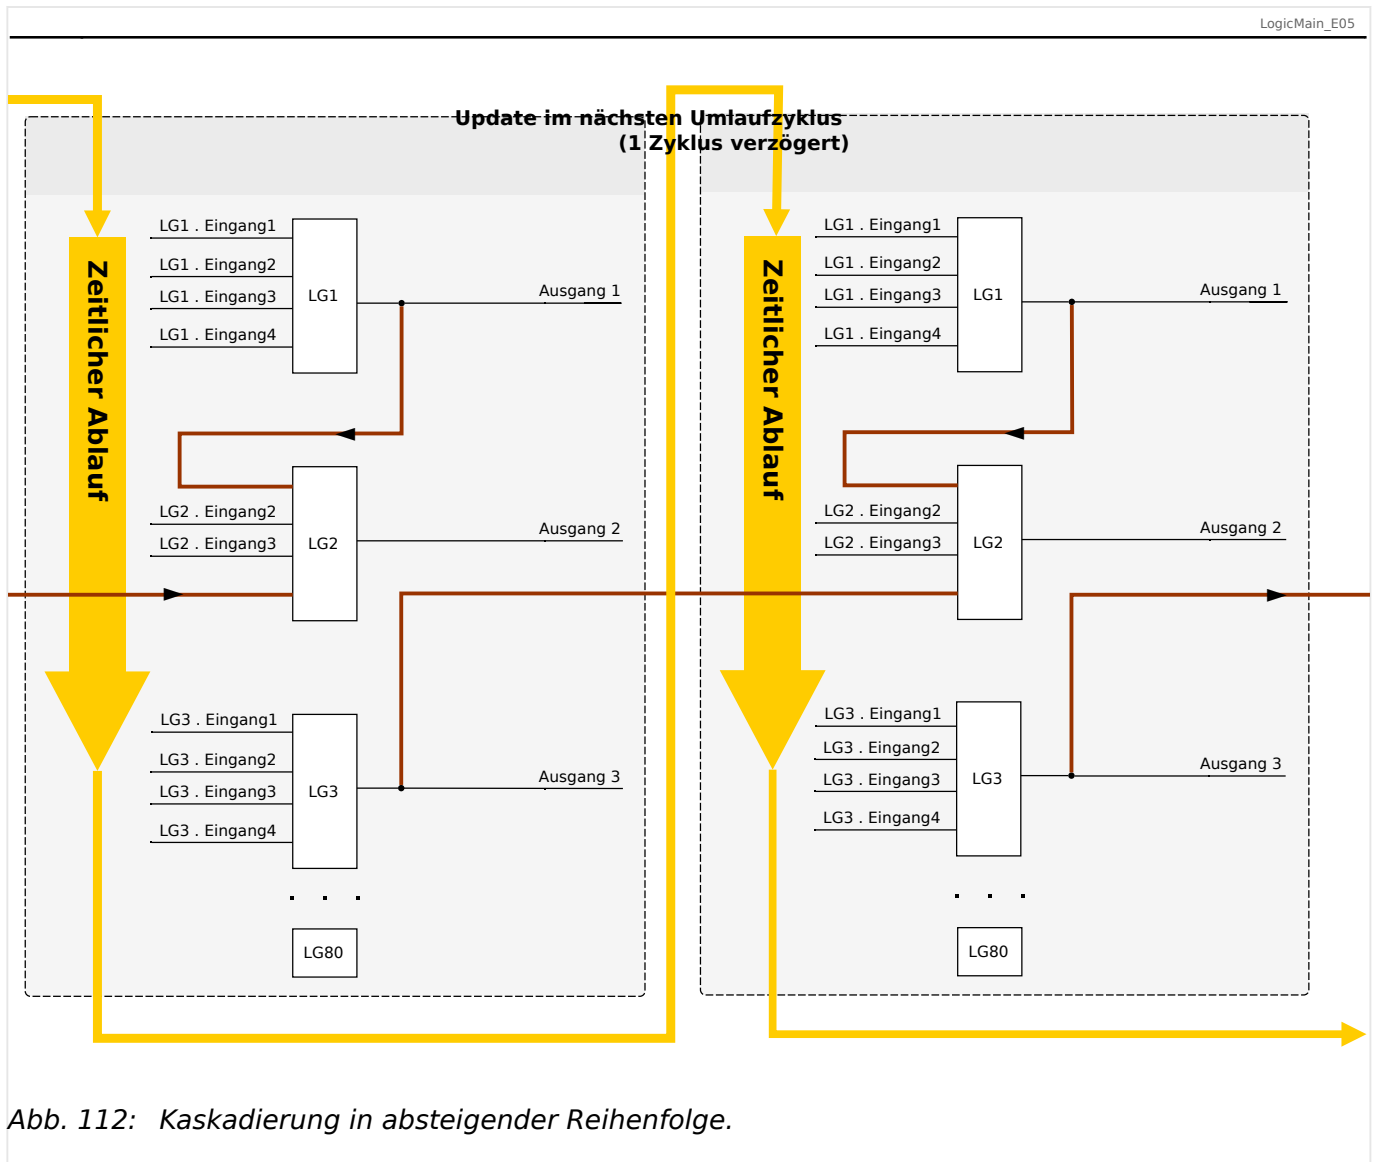 LogicMain_E05
Update im nächsten Umlaufzyklus
(1 Zyklus verzögert)
Zeitlicher Ablauf
LG1 . Eingang1
LG1 . Eingang2
LG1 . Eingang3
LG1 . Eingang4
LG1
Ausgang 1
LG2 . Eingang2
LG2 . Eingang3
LG2
Ausgang 2
LG3 . Eingang1
LG3 . Eingang2
LG3 . Eingang3
LG3 . Eingang4
LG3
Ausgang 3
. . .
LG80
Zeitlicher Ablauf
LG1 . Eingang1
LG1 . Eingang2
LG1 . Eingang3
LG1 . Eingang4
LG1
Ausgang 1
LG2 . Eingang2
LG2 . Eingang3
LG2
Ausgang 2
LG3 . Eingang1
LG3 . Eingang2
LG3 . Eingang3
LG3 . Eingang4
LG3
Ausgang 3
. . .
LG80
Abb. 112: Kaskadierung in absteigender Reihenfolge.